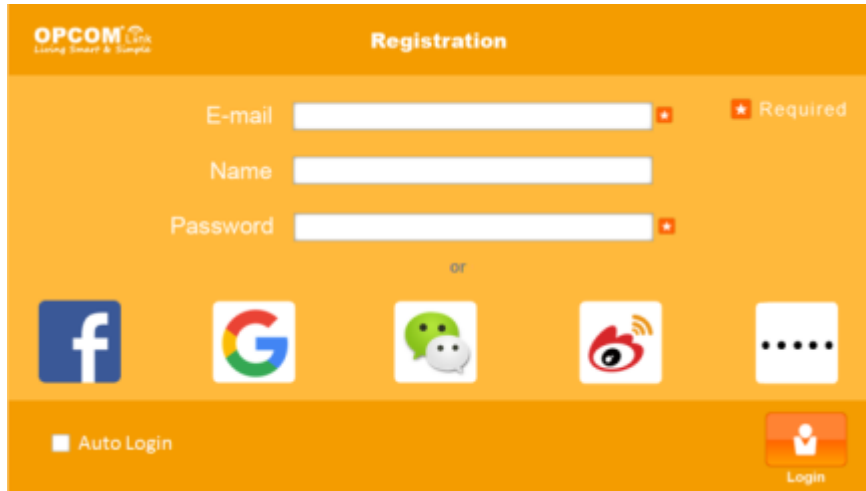 OPCOM Link
Living Smart & Simple
Registration
E-mail
Required
Name
Password
or
Auto Login
Login